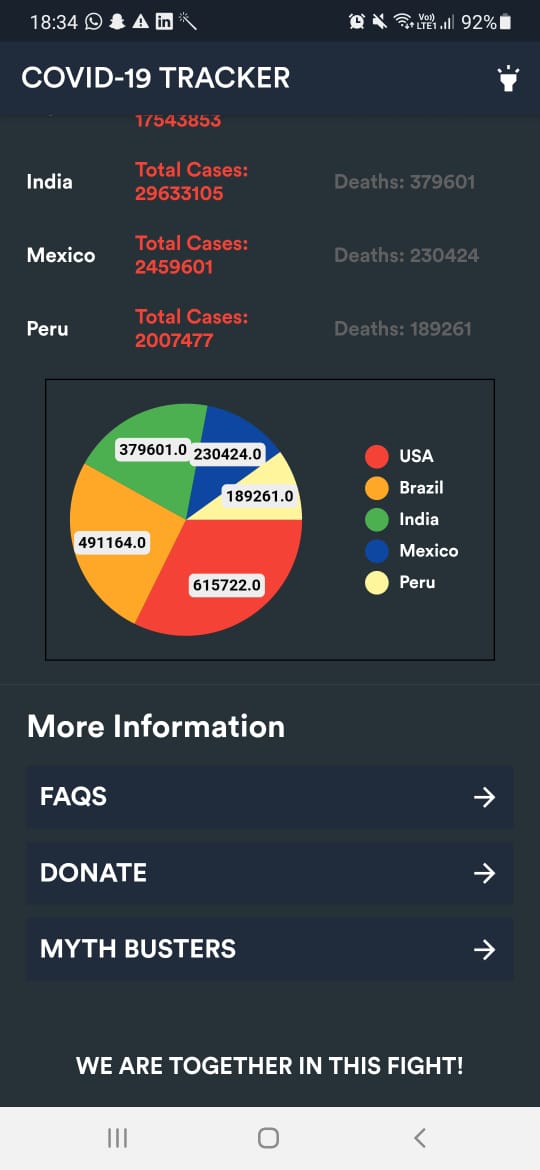 18:34 92%
Vo)) LTE1
COVID-19 TRACKER
17543853
India Total Cases: 29633105 Deaths: 379601
Mexico Total Cases: 2459601 Deaths: 230424
Peru Total Cases: 2007477 Deaths: 189261
379601.0 230424.0
189261.0
491164.0
615722.0
USA
Brazil
India
Mexico
Peru
More Information
FAQS
DONATE
MYTH BUSTERS
WE ARE TOGETHER IN THIS FIGHT!